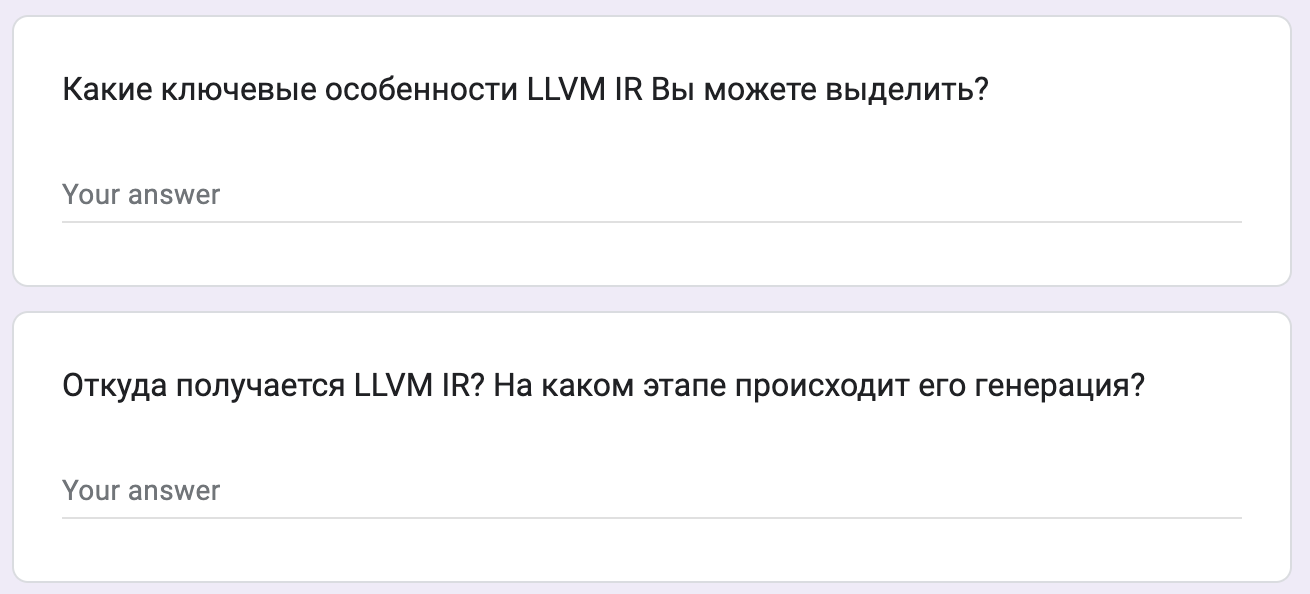 Какие ключевые особенности LLVM IR Вы можете выделить?
Your answer
Откуда получается LLVM IR? На каком этапе происходит его генерация?
Your answer